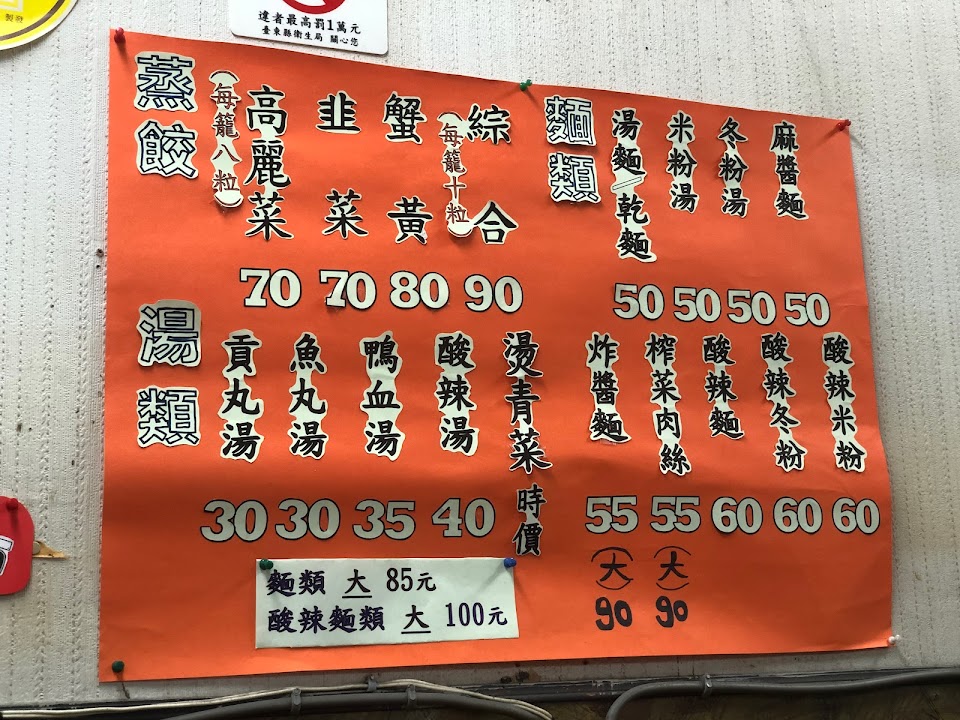 製發
違者最高罰1萬元
臺東縣衛生局 關心您
蒸餃
每籠八粒
高麗菜
70
韭菜
70
蟹黃
80
每籠十粒
綜合
90
麵類
湯麵/乾麵
50
米粉湯
50
冬粉湯
50
麻醬麵
50
湯類
貢丸湯
30
魚丸湯
30
鴨血湯
35
酸辣湯
40
燙青菜 時價
炸醬麵
55
(大)
90
榨菜肉絲
55
(大)
90
酸辣麵
60
酸辣冬粉
60
酸辣米粉
60
麵類 大 85元
酸辣麵類 大 100元